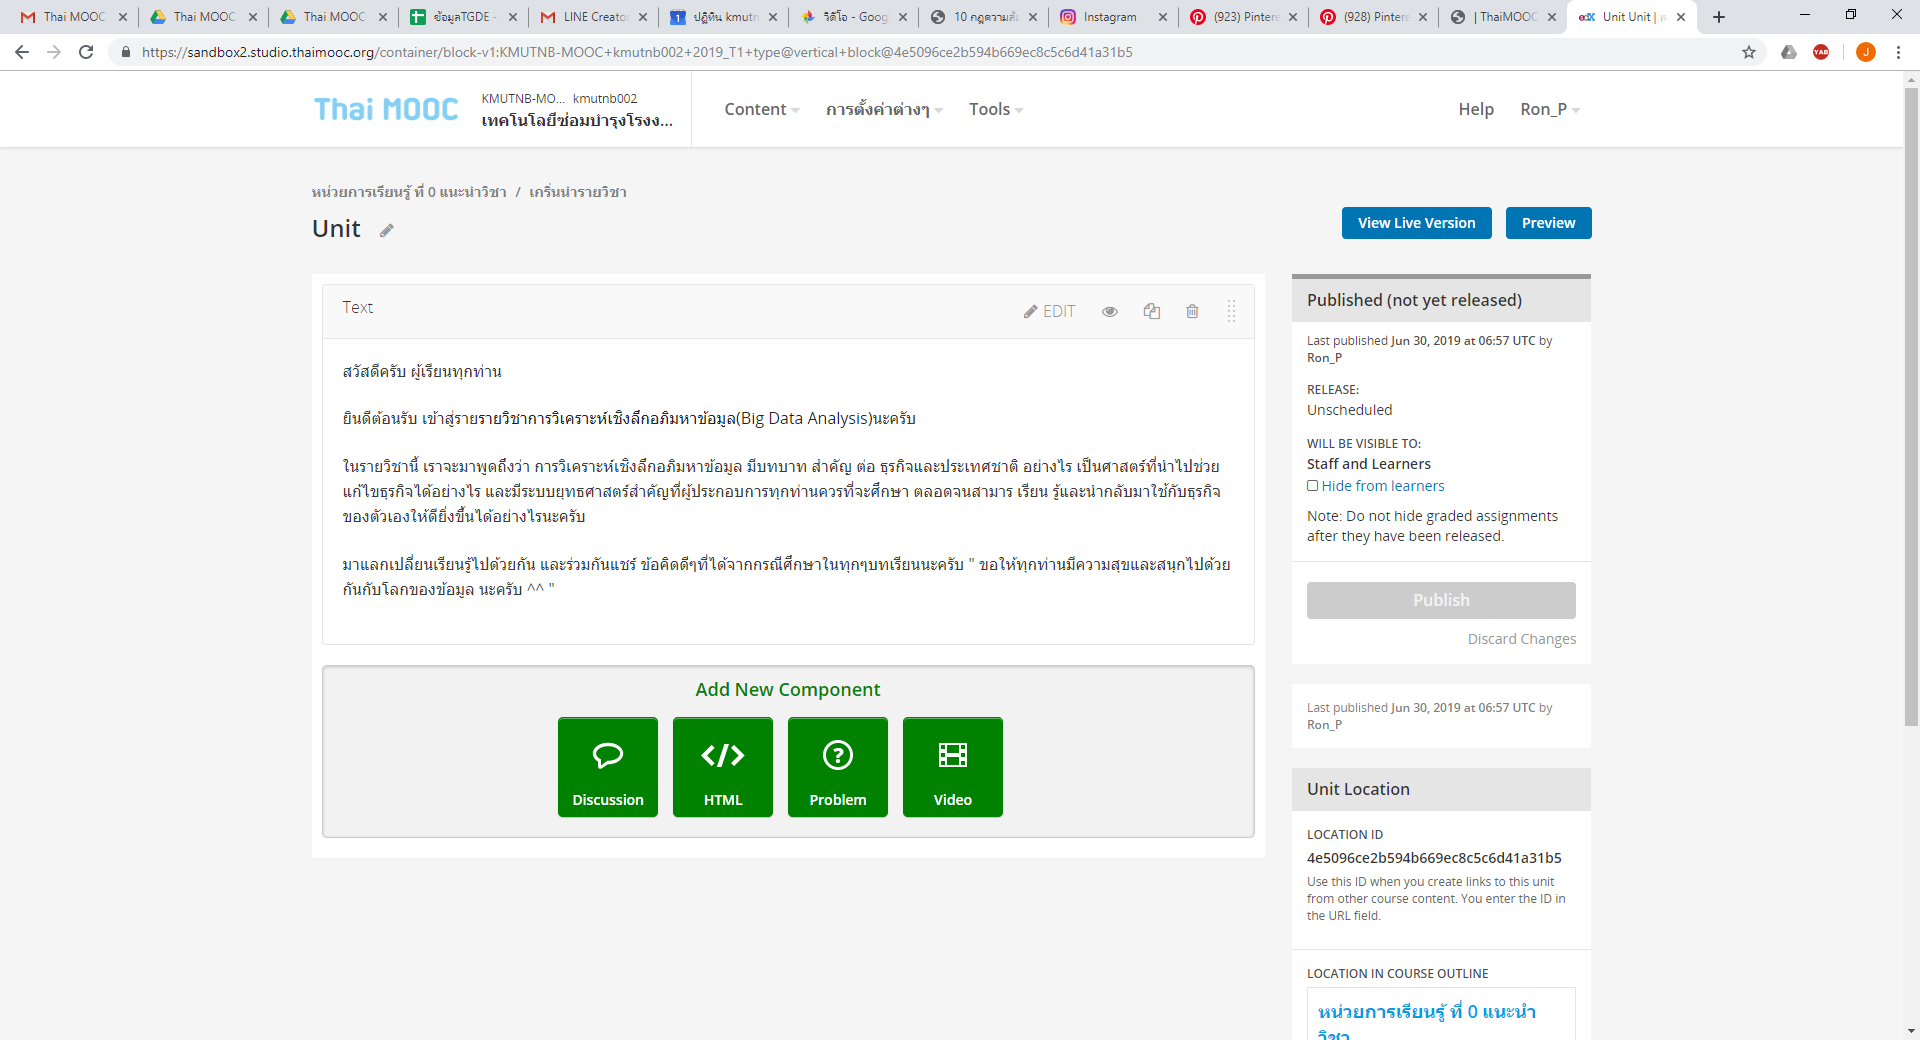 Thai MOOC
Thai MOOC
Thai MOOC
ข้อมูลTGDE -
LINE Creator
ปฏิทิน kmutn
วิดีโอ - Goog
10 กฎความสั
Instagram
(923) Pintere
(928) Pintere
| ThaiMOOC
Unit Unit |
https://sandbox2.studio.thaimooc.org/container/block-v1:KMUTNB-MOOC+kmutnb002+2019_T1+type@vertical+block@4e5096ce2b594b669ec8c5c6d41a31b5
YAB
J
Thai MOOC
KMUTNB-MO... kmutnb002
เทคโนโลยีซ่อมบำรุงโรงง...
Content
การตั้งค่าต่างๆ
Tools
Help
Ron_P
หน่วยการเรียนรู้ ที่ 0 แนะนำวิชา / เกริ่นนำรายวิชา
Unit
View Live Version
Preview
Text
EDIT
สวัสดีครับ ผู้เรียนทุกท่าน
ยินดีต้อนรับ เข้าสู่รายรายวิชาการวิเคราะห์เชิงลึกอภิมหาข้อมูล(Big Data Analysis)นะครับ
ในรายวิชานี้ เราจะมาพูดถึงว่า การวิเคราะห์เชิงลึกอภิมหาข้อมูล มีบทบาท สำคัญ ต่อ ธุรกิจและประเทศชาติ อย่างไร เป็นศาสตร์ที่นำไปช่วย
แก้ไขธุรกิจได้อย่างไร และมีระบบยุทธศาสตร์สำคัญที่ผู้ประกอบการทุกท่านควรที่จะศึกษา ตลอดจนสามาร เรียน รู้และนำกลับมาใช้กับธุรกิจ
ของตัวเองให้ดียิ่งขึ้นได้อย่างไรนะครับ
มาแลกเปลี่ยนเรียนรู้ไปด้วยกัน และร่วมกันแชร์ ข้อคิดดีๆที่ได้จากกรณีศึกษาในทุกๆบทเรียนนะครับ " ขอให้ทุกท่านมีความสุขและสนุกไปด้วย
กันกับโลกของข้อมูล นะครับ ^^ "
Add New Component
Discussion
HTML
Problem
Video
Published (not yet released)
Last published Jun 30, 2019 at 06:57 UTC by
Ron_P
RELEASE:
Unscheduled
WILL BE VISIBLE TO:
Staff and Learners
Hide from learners
Note: Do not hide graded assignments
after they have been released.
Publish
Discard Changes
Last published Jun 30, 2019 at 06:57 UTC by
Ron_P
Unit Location
LOCATION ID
4e5096ce2b594b669ec8c5c6d41a31b5
Use this ID when you create links to this unit
from other course content. You enter the ID in
the URL field.
LOCATION IN COURSE OUTLINE
หน่วยการเรียนรู้ ที่ 0 แนะนำ
วิชา